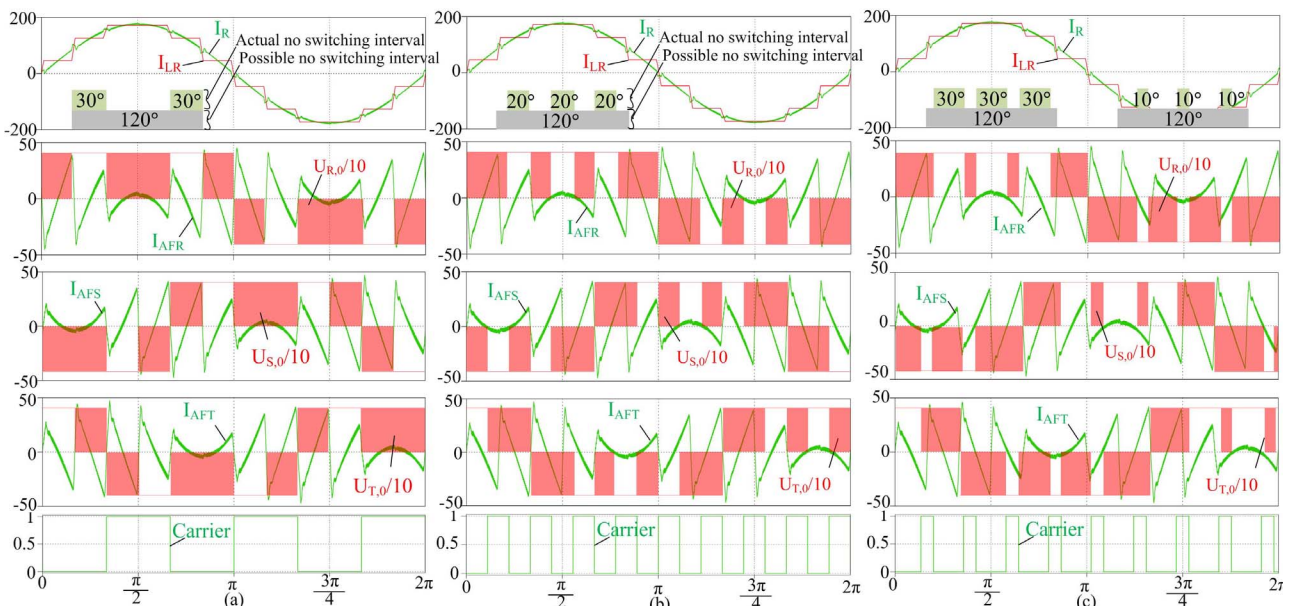 200
0
-200
I_R
I_LR
Actual no switching interval
Possible no switching interval
30° 30°
120°
50
0
-50
U_R,0/10
I_AFR
50
0
-50
I_AFS
U_S,0/10
50
0
-50
I_AFT
U_T,0/10
1
0.5
0
Carrier
0 π/2 π 3π/4 2π
(a)
200
0
-200
I_R
I_LR
Actual no switching interval
Possible no switching interval
20° 20° 20°
120°
50
0
-50
U_R,0/10
I_AFR
50
0
-50
I_AFS
U_S,0/10
50
0
-50
I_AFT
U_T,0/10
1
0.5
0
Carrier
0 π/2 π 3π/4 2π
(b)
200
0
-200
I_R
I_LR
30° 30° 30° 10° 10° 10°
120° 120°
50
0
-50
U_R,0/10
I_AFR
50
0
-50
I_AFS
U_S,0/10
50
0
-50
I_AFT
U_T,0/10
1
0.5
0
Carrier
0 π/2 π 3π/4 2π
(c)